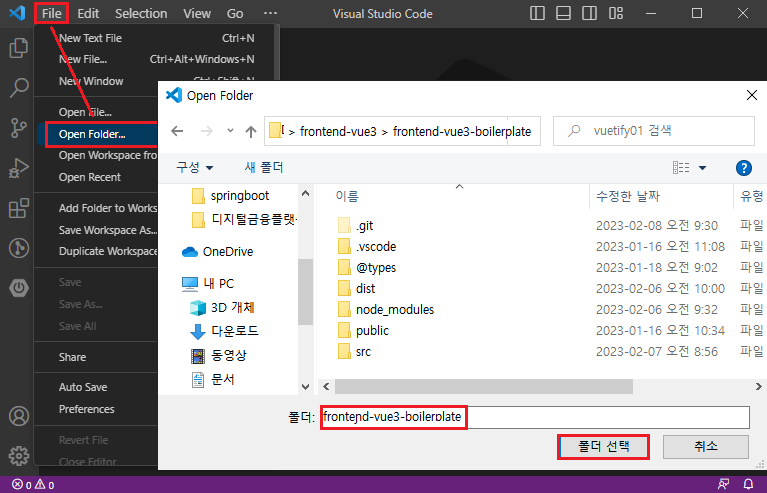 File Edit Selection View Go ··· Visual Studio Code
New Text File Ctrl+N
New File... Ctrl+Alt+Windows+N
New Window Ctrl+Shift+N
Open File...
Open Folder...
Open Workspace fro
Open Recent
Add Folder to Works
Save Workspace As...
Duplicate Workspace
Save
Save As...
Save All
Share
Auto Save
Preferences
Revert File
Close Editor
Open Folder
> frontend-vue3 > frontend-vue3-boilerplate
vuetify01 검색
구성 새 폴더
springboot
디지털금융플랫
OneDrive
내 PC
3D 개체
다운로드
동영상
문서
이름 수정한 날짜 유형
.git 2023-02-08 오전 9:30 파일
.vscode 2023-01-16 오전 11:08 파일
@types 2023-01-18 오전 9:02 파일
dist 2023-02-06 오전 10:00 파일
node_modules 2023-02-06 오전 9:32 파일
public 2023-01-16 오전 10:34 파일
src 2023-02-07 오전 8:56 파일
폴더: frontend-vue3-boilerplate
폴더 선택 취소
0 0